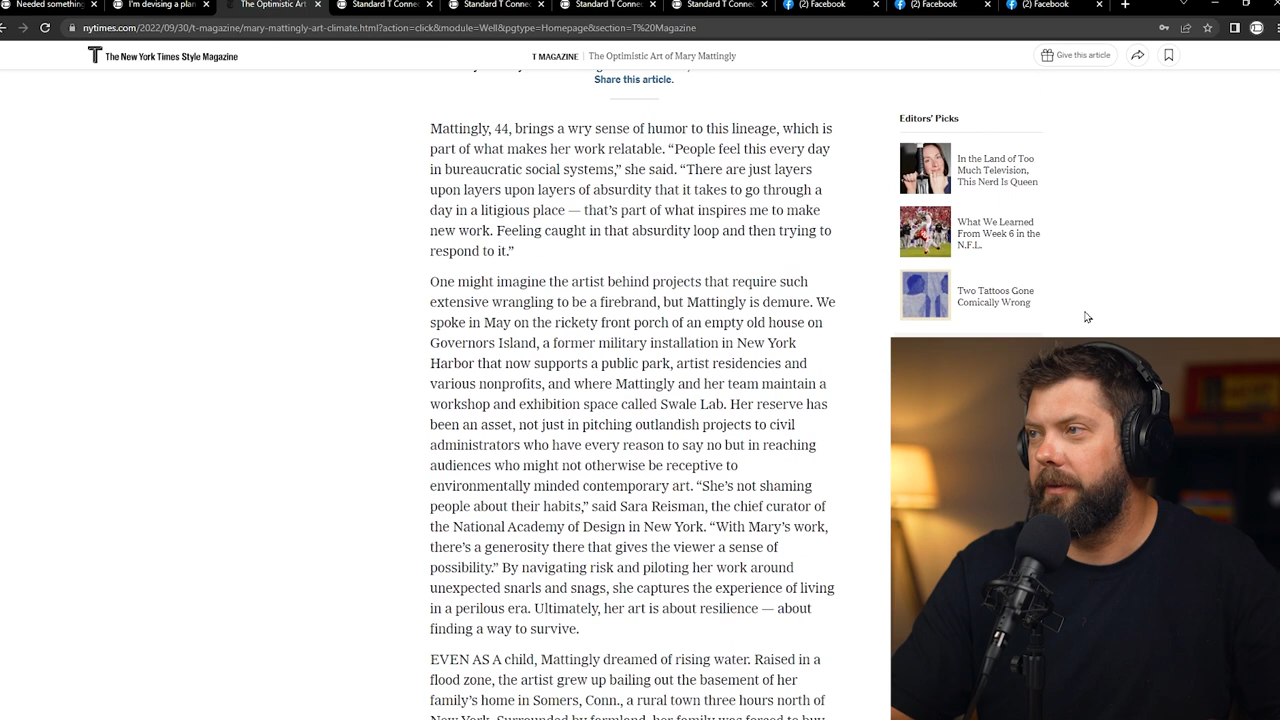 Needed something
I'm devising a plan
The Optimistic Art
Standard T Connec
Standard T Connec
Standard T Connec
Standard T Connec
(2) Facebook
(2) Facebook
(2) Facebook
nytimes.com/2022/09/30/t-magazine/mary-mattingly-art-climate.html?action=click&module=Well&pgtype=Homepage&section=T%20Magazine
The New York Times Style Magazine
T MAGAZINE | The Optimistic Art of Mary Mattingly
Give this article
Share this article.
Mattingly, 44, brings a wry sense of humor to this lineage, which is
part of what makes her work relatable. “People feel this every day
in bureaucratic social systems,” she said. “There are just layers
upon layers upon layers of absurdity that it takes to go through a
day in a litigious place — that’s part of what inspires me to make
new work. Feeling caught in that absurdity loop and then trying to
respond to it.”
One might imagine the artist behind projects that require such
extensive wrangling to be a firebrand, but Mattingly is demure. We
spoke in May on the rickety front porch of an empty old house on
Governors Island, a former military installation in New York
Harbor that now supports a public park, artist residencies and
various nonprofits, and where Mattingly and her team maintain a
workshop and exhibition space called Swale Lab. Her reserve has
been an asset, not just in pitching outlandish projects to civil
administrators who have every reason to say no but in reaching
audiences who might not otherwise be receptive to
environmentally minded contemporary art. “She’s not shaming
people about their habits,” said Sara Reisman, the chief curator of
the National Academy of Design in New York. “With Mary’s work,
there’s a generosity there that gives the viewer a sense of
possibility.” By navigating risk and piloting her work around
unexpected snarls and snags, she captures the experience of living
in a perilous era. Ultimately, her art is about resilience — about
finding a way to survive.
EVEN AS A child, Mattingly dreamed of rising water. Raised in a
flood zone, the artist grew up bailing out the basement of her
family’s home in Somers, Conn., a rural town three hours north of
New York. Surrounded by farmland, her family was forced to buy
Editors’ Picks
In the Land of Too
Much Television,
This Nerd Is Queen
What We Learned
From Week 6 in the
N.F.L.
Two Tattoos Gone
Comically Wrong